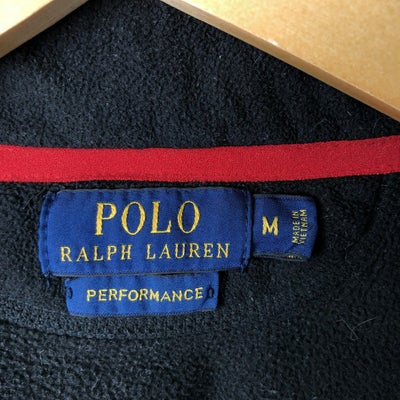 POLO
RALPH LAUREN
PERFORMANCE
M
MADE IN
VIETNAM